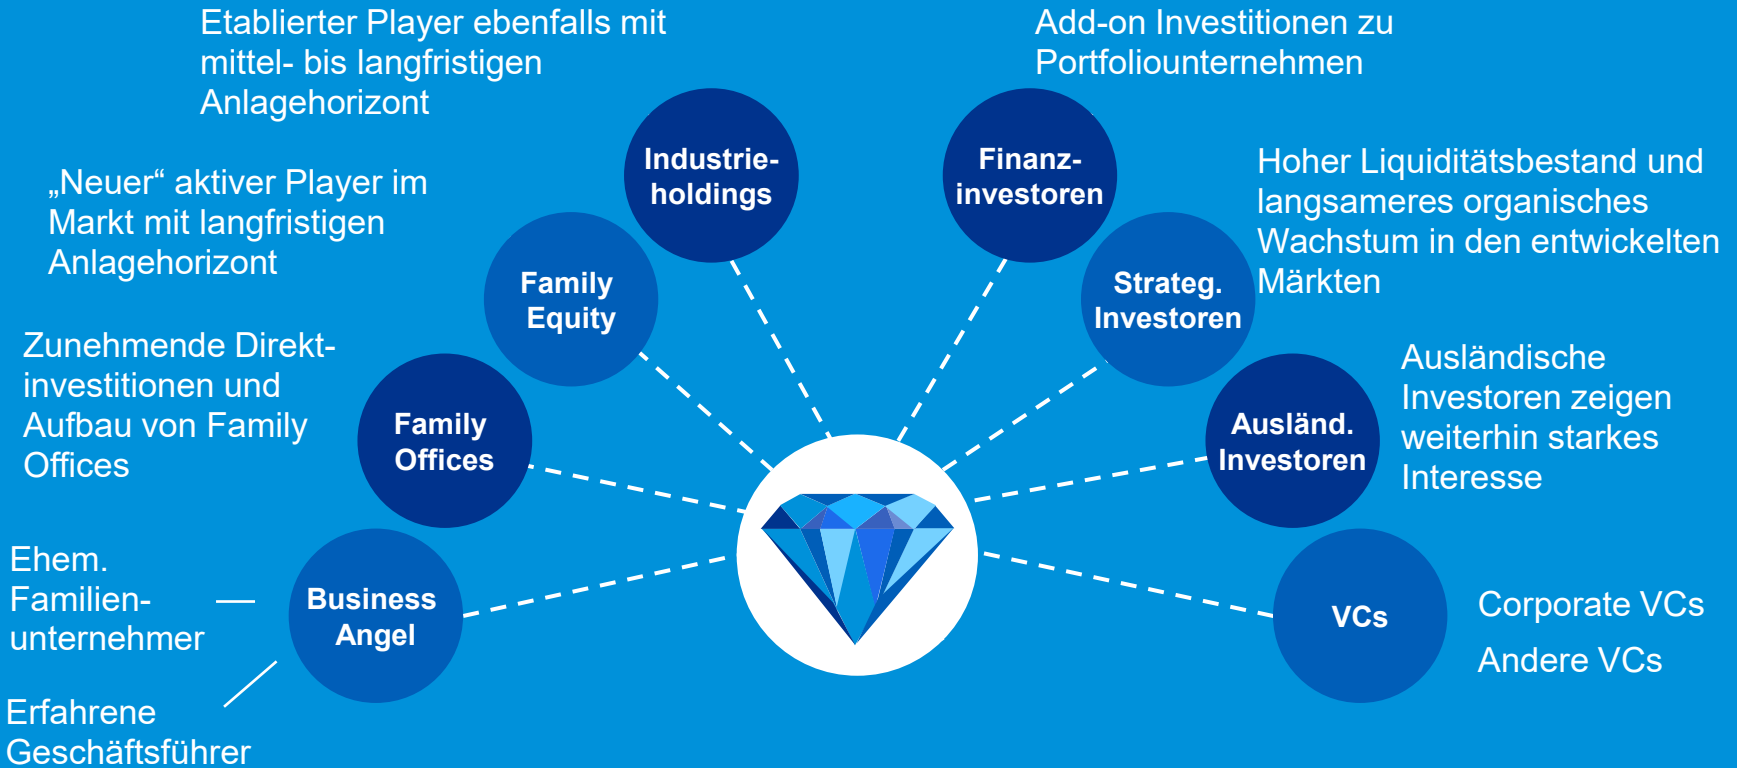 Etablierter Player ebenfalls mit
mittel- bis langfristigen
Anlagehorizont
Industrie-
holdings
„Neuer“ aktiver Player im
Markt mit langfristigen
Anlagehorizont
Family
Equity
Zunehmende Direkt-
investitionen und
Aufbau von Family
Offices
Family
Offices
Ehem.
Familien-
unternehmer
Erfahrene
Geschäftsführer
Business
Angel
Add-on Investitionen zu
Portfoliounternehmen
Finanz-
investoren
Hoher Liquiditätsbestand und
langsameres organisches
Wachstum in den entwickelten
Märkten
Strateg.
Investoren
Ausländische
Investoren zeigen
weiterhin starkes
Interesse
Ausländ.
Investoren
VCs
Corporate VCs
Andere VCs